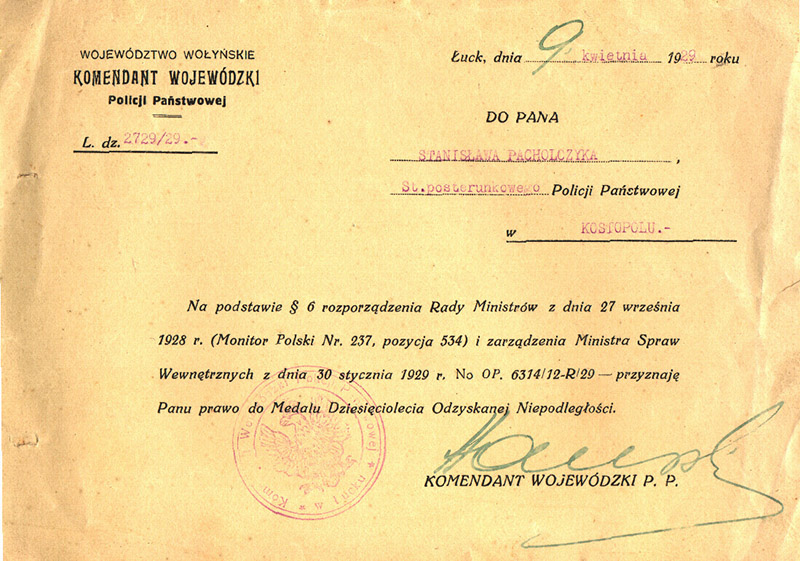 WOJEWÓDZTWO WOŁYŃSKIE
KOMENDANT WOJEWÓDZKI
Policji Państwowej
L. dz. 2729/29.-
Łuck, dnia 9 kwietnia 1929 roku
DO PANA
STANISŁAWA PACHOLCZYKA,
St.posterunkowego Policji Państwowej
w KOSTOPOLU.-
Na podstawie § 6 rozporządzenia Rady Ministrów z dnia 27 września
1928 r. (Monitor Polski Nr. 237, pozycja 534) i zarządzenia Ministra Spraw
Wewnętrznych z dnia 30 stycznia 1929 r. No OP. 6314/12-R/29 — przyznaję
Panu prawo do Medalu Dziesięciolecia Odzyskanej Niepodległości.
KOMENDANT WOJEWÓDZKI P. P.